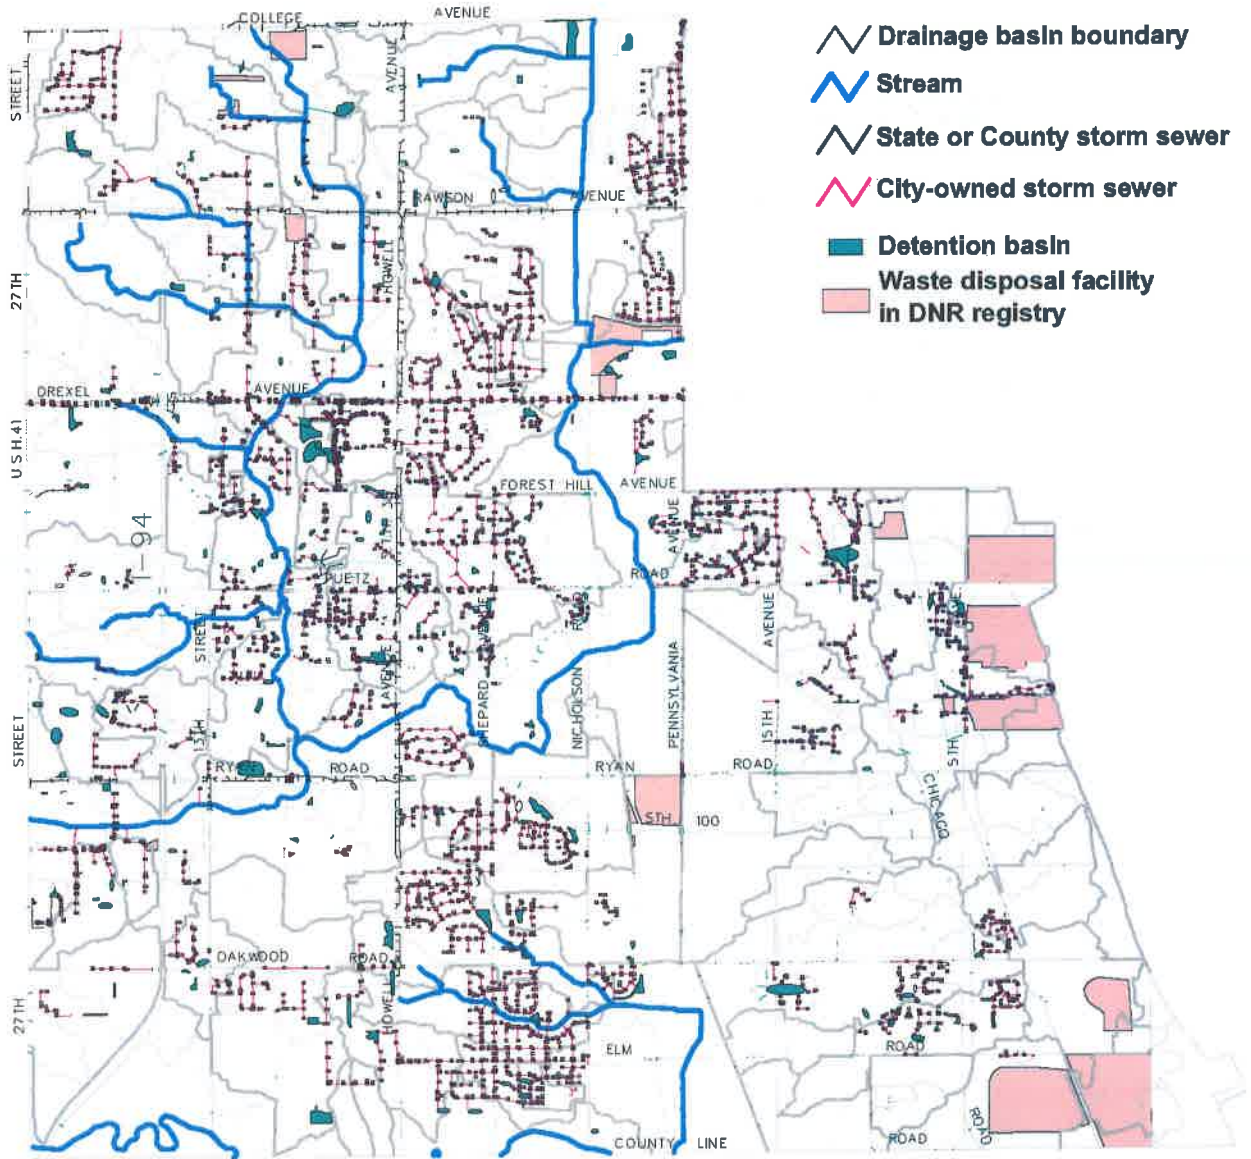 COLLEGE
AVENUE
Drainage basin boundary
Stream
State or County storm sewer
City-owned storm sewer
Detention basin
Waste disposal facility
in DNR registry
STREET
AVENUE
RAWSON
AVENUE
27TH
HOWELL
DREXEL
AVENUE
U S H. 41
FOREST HILL
AVENUE
I-94
AVENUE
PUETZ
ROAD
STREET
AVENUE
ROAD
AVENUE
AVENUE
SHEPARD
NICHOLSON
PENNSYLVANIA
15TH
5TH
STREET
13TH
ROAD
RYAN
ROAD
CHICAGO
STH
100
OAKWOOD
ROAD
HOWELL
27TH
ELM
ROAD
ROAD
COUNTY
LINE
ROAD